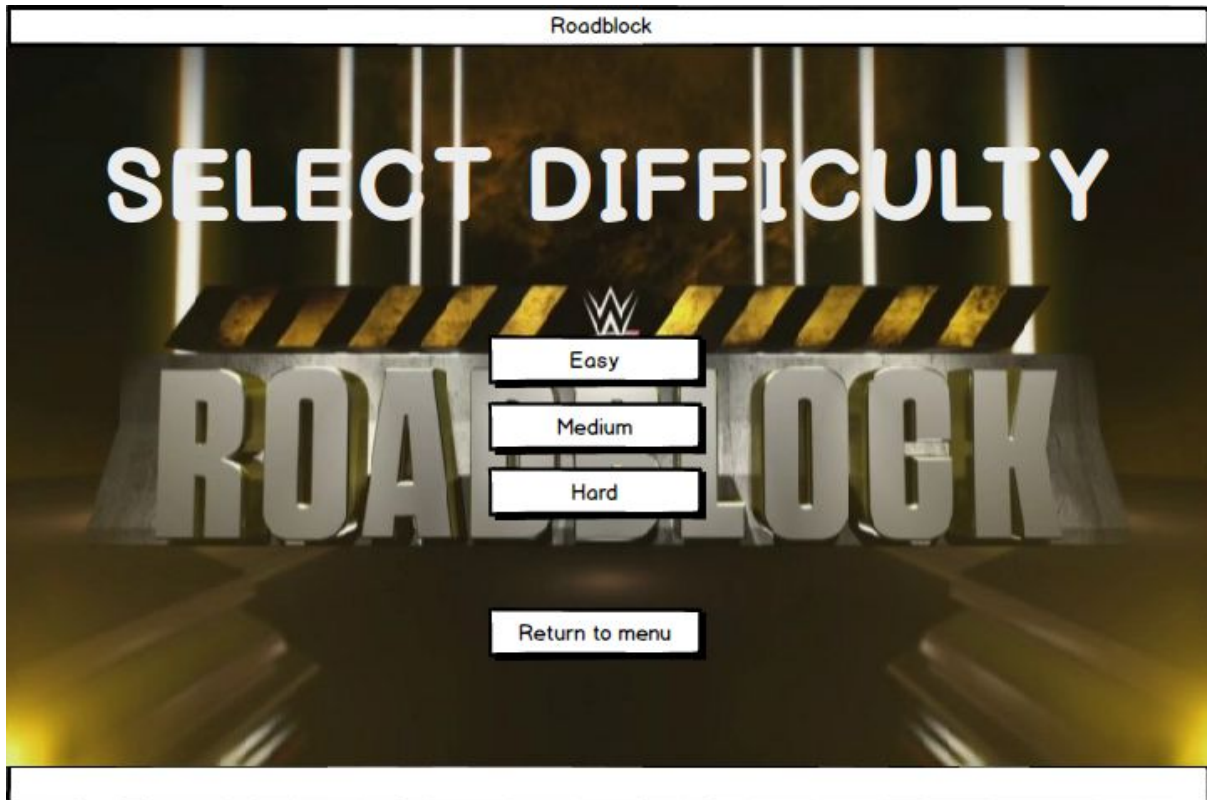 Roadblock
SELECT DIFFICULTY
W
Easy
ROADBLOCK
Medium
Hard
Return to menu